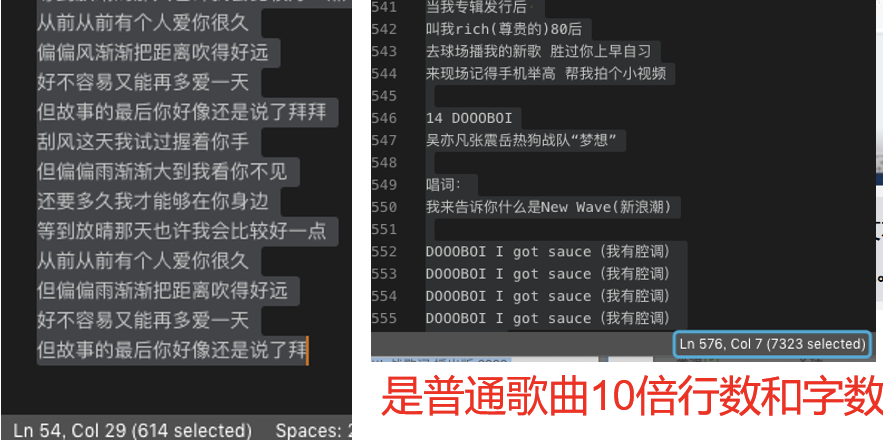 从前从前有个人爱你很久
偏偏风渐渐把距离吹得好远
好不容易又能再多爱一天
但故事的最后你好像还是说了拜拜
刮风这天我试过握着你手
但偏偏雨渐渐大到我看你不见
还要多久我才能够在你身边
等到放晴那天也许我会比较好一点
从前从前有个人爱你很久
但偏偏雨渐渐把距离吹得好远
好不容易又能再多爱一天
但故事的最后你好像还是说了拜
Ln 54, Col 29 (614 selected) Spaces: 2
541 当我专辑发行后
542 叫我rich(尊贵的)80后
543 去球场播我的新歌 胜过你上早自习
544 来现场记得手机举高 帮我拍个小视频
545
546 14 DOOOBOI
547 吴亦凡张震岳热狗战队“梦想”
548
549 唱词:
550 我来告诉你什么是New Wave(新浪潮)
551
552 DOOOBOI I got sauce (我有腔调)
553 DOOOBOI I got sauce (我有腔调)
554 DOOOBOI I got sauce (我有腔调)
555 DOOOBOI I got sauce (我有腔调)
Ln 576, Col 7 (7323 selected)
是普通歌曲10倍行数和字数